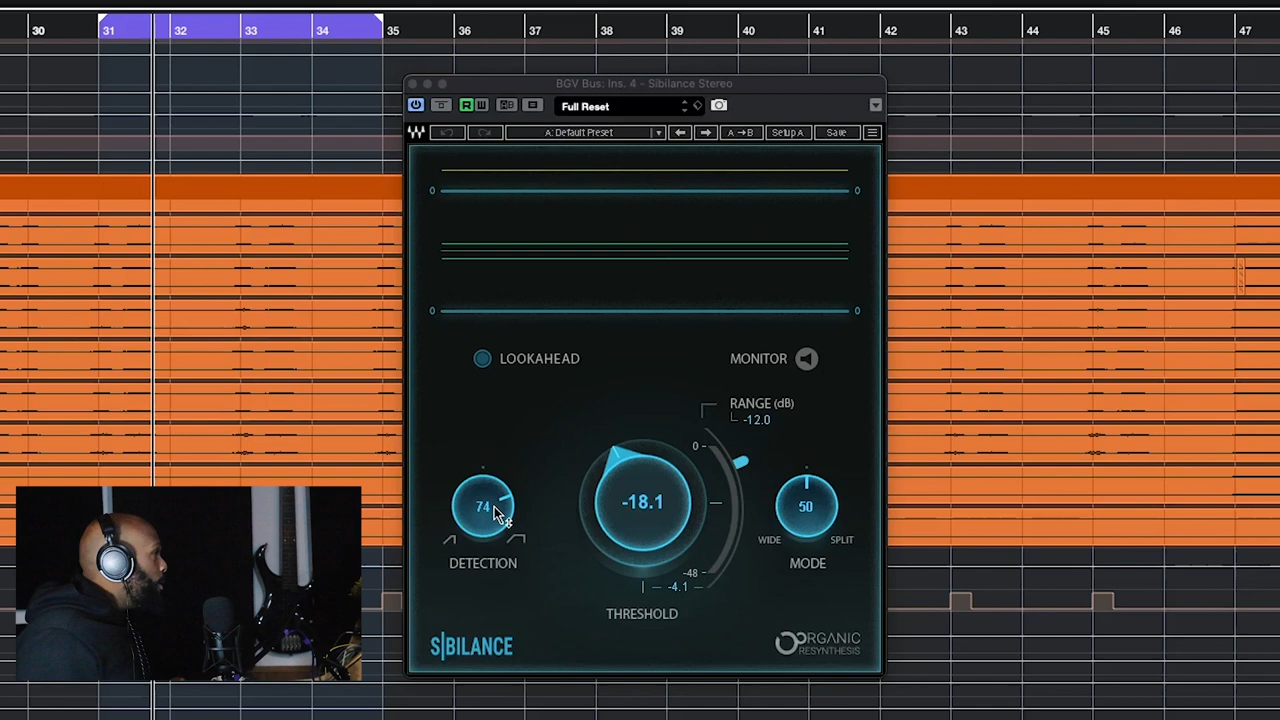 30 31 32 33 34 35 36 37 38 39 40 41 42 43 44 45 46 47
BGV Bus: Ins. 4 - Sibilance Stereo
Full Reset
A: Default Preset A→B Setup A Save
0 0
0 0
LOOKAHEAD MONITOR
RANGE (dB)
-12.0
0
74 -18.1 50
WIDE SPLIT
DETECTION MODE
-48
-4.1
THRESHOLD
S|BILANCE
ORGANIC
RESYNTHESIS